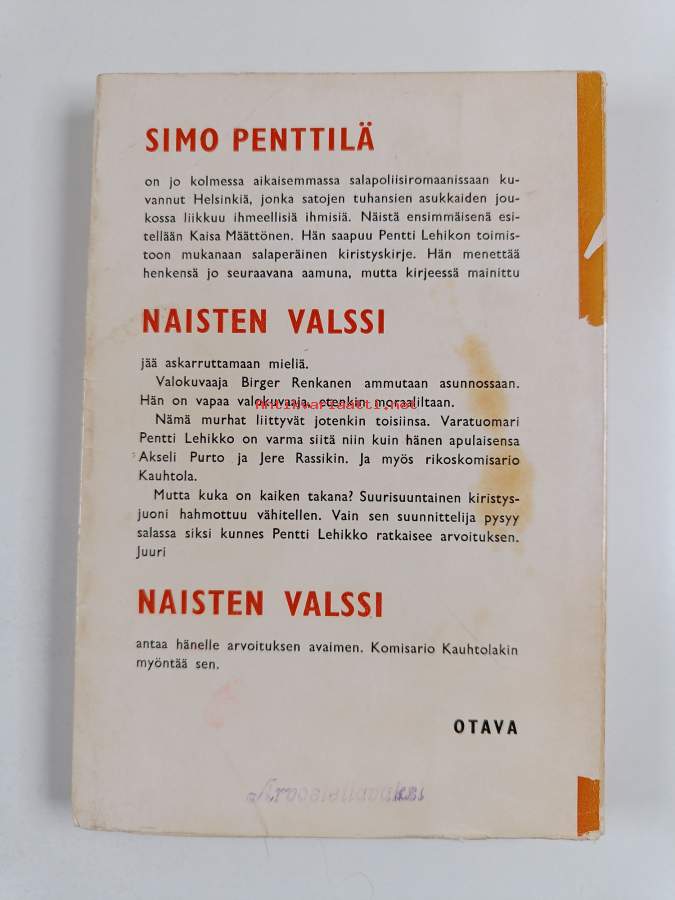 SIMO PENTTILÄ
on jo kolmessa aikaisemmassa salapoliisiromaanissaan ku-
vannut Helsinkiä, jonka satojen tuhansien asukkaiden jou-
kossa liikkuu ihmeellisiä ihmisiä. Näistä ensimmäisenä esi-
tellään Kaisa Määttönen. Hän saapuu Pentti Lehikon toimis-
toon mukanaan salaperäinen kiristyskirje. Hän menettää
henkensä jo seuraavana aamuna, mutta kirjeessä mainittu
NAISTEN VALSSI
jää askarruttamaan mieliä.
Valokuvaaja Birger Renkanen ammutaan asunnossaan.
Hän on vapaa valokuvaaja, etenkin moraaliltaan.
Antikvariaatti.net
Nämä murhat liittyvät jotenkin toisiinsa. Varatuomari
Pentti Lehikko on varma siitä niin kuin hänen apulaisensa
Akseli Purto ja Jere Rassikin. Ja myös rikoskomisario
Kauhtola.
Mutta kuka on kaiken takana? Suurisuuntainen kiristys-
juoni hahmottuu vähitellen. Vain sen suunnittelija pysyy
salassa siksi kunnes Pentti Lehikko ratkaisee arvoituksen.
Juuri
NAISTEN VALSSI
antaa hänelle arvoituksen avaimen. Komisario Kauhtolakin
myöntää sen.
OTAVA